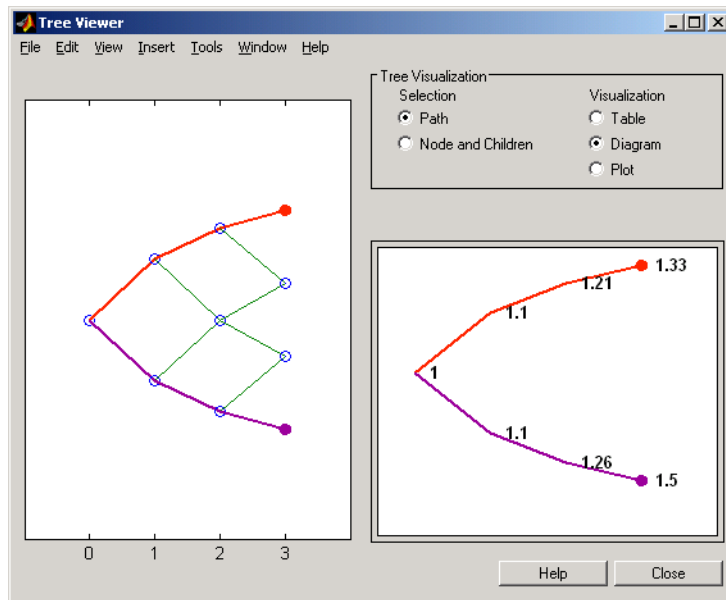 Tree Viewer
File Edit View Insert Tools Window Help
Tree Visualization
Selection
Path
Node and Children
Visualization
Table
Diagram
Plot
0 1 2 3
1.33
1.21
1.1
1
1.1
1.26
1.5
Help Close